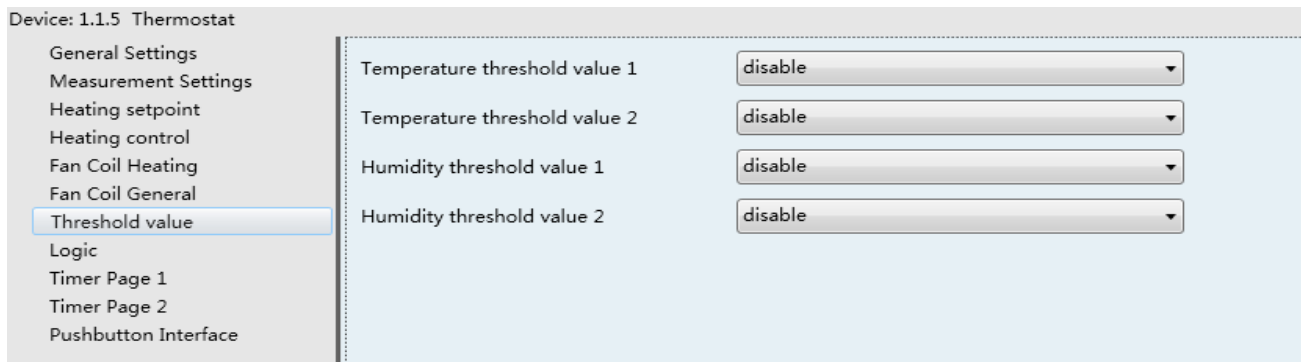 Device: 1.1.5 Thermostat
General Settings
Measurement Settings
Heating setpoint
Heating control
Fan Coil Heating
Fan Coil General
Threshold value
Logic
Timer Page 1
Timer Page 2
Pushbutton Interface
Temperature threshold value 1 disable
Temperature threshold value 2 disable
Humidity threshold value 1 disable
Humidity threshold value 2 disable